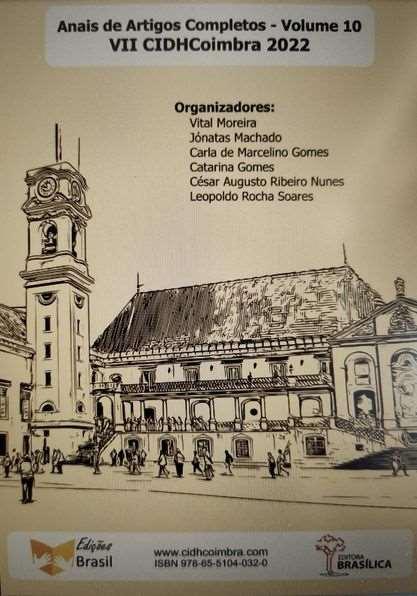 Anais de Artigos Completos - Volume 10
VII CIDHCoimbra 2022
Organizadores:
Vital Moreira
Jónatas Machado
Carla de Marcelino Gomes
Catarina Gomes
César Augusto Ribeiro Nunes
Leopoldo Rocha Soares
Edições
Brasil
www.cidhcoimbra.com
ISBN 978-65-5104-032-0
EDITORA
BRASÍLICA